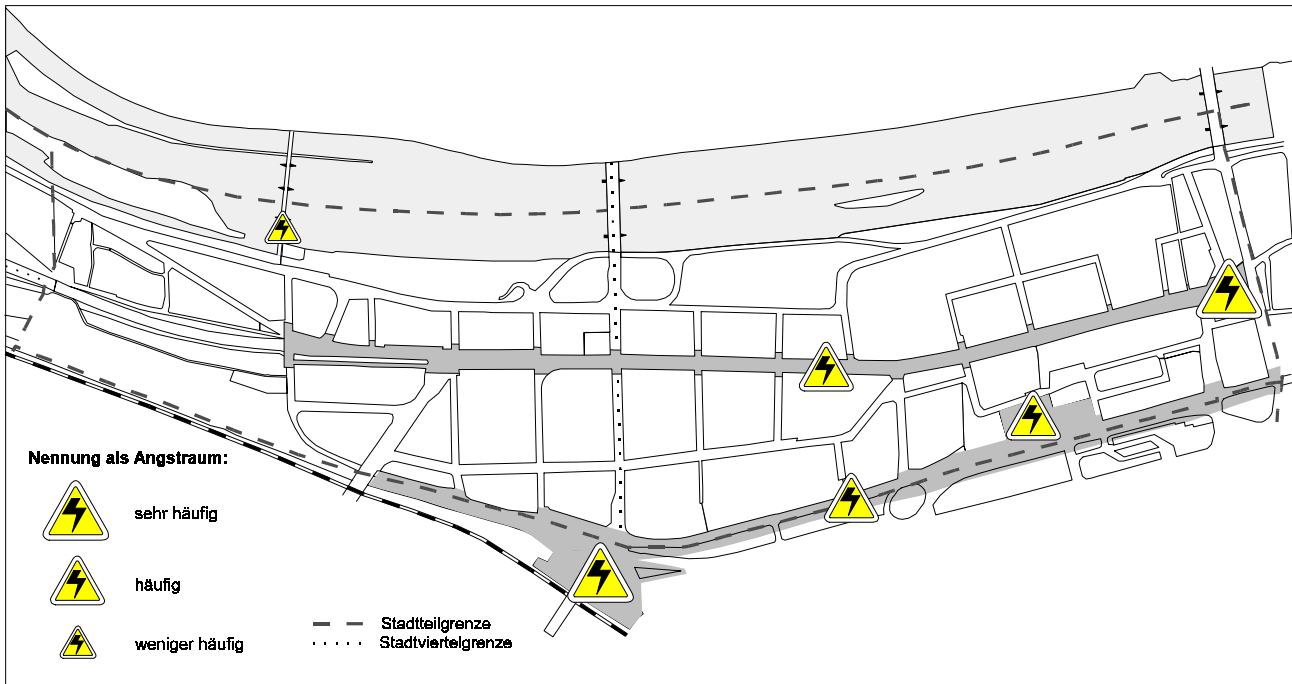 Nennung als Angstraum:
sehr häufig
häufig
weniger häufig
Stadtteilgrenze
Stadtviertelgrenze